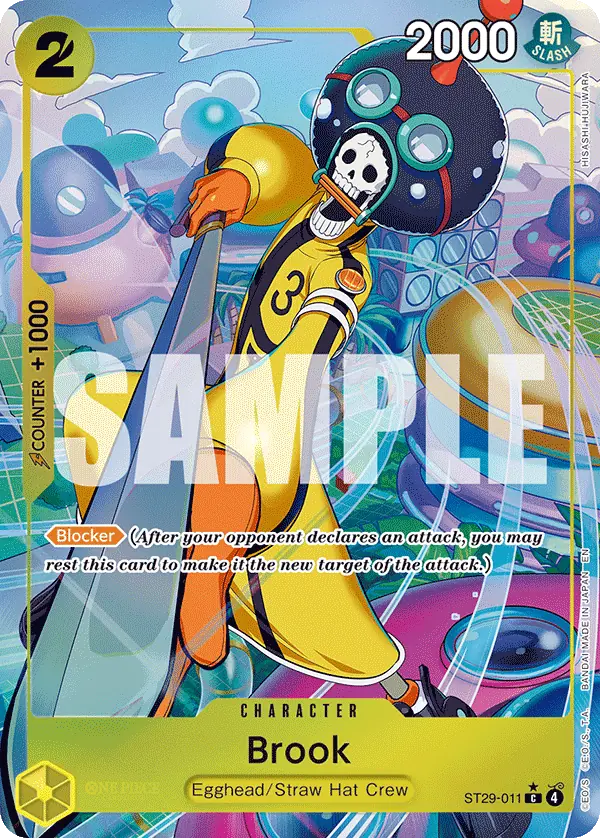 2
2000
斬
SLASH
HISASHI.HUJIWARA
3
COUNTER +1000
SAMPLE
Blocker (After your opponent declares an attack, you may
rest this card to make it the new target of the attack.)
BANDAI MADE IN JAPAN EN
©E.O./S., T.A.
©E.O/S
CHARACTER
Brook
Egghead/Straw Hat Crew
ONE PIECE
ST29-011 C 4